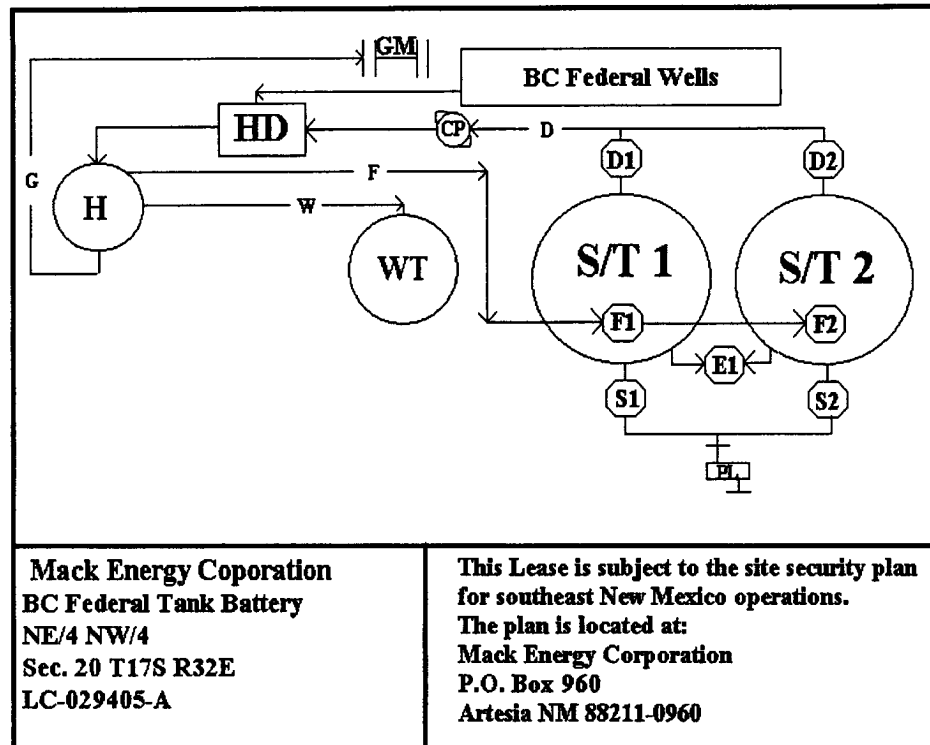 GM
BC Federal Wells
HD
CP
D
D1
D2
G
F
H
W
WT
S/T 1
S/T 2
F1
F2
E1
S1
S2
PL
Mack Energy Coporation
BC Federal Tank Battery
NE/4 NW/4
Sec. 20 T17S R32E
LC-029405-A
This Lease is subject to the site security plan
for southeast New Mexico operations.
The plan is located at:
Mack Energy Corporation
P.O. Box 960
Artesia NM 88211-0960